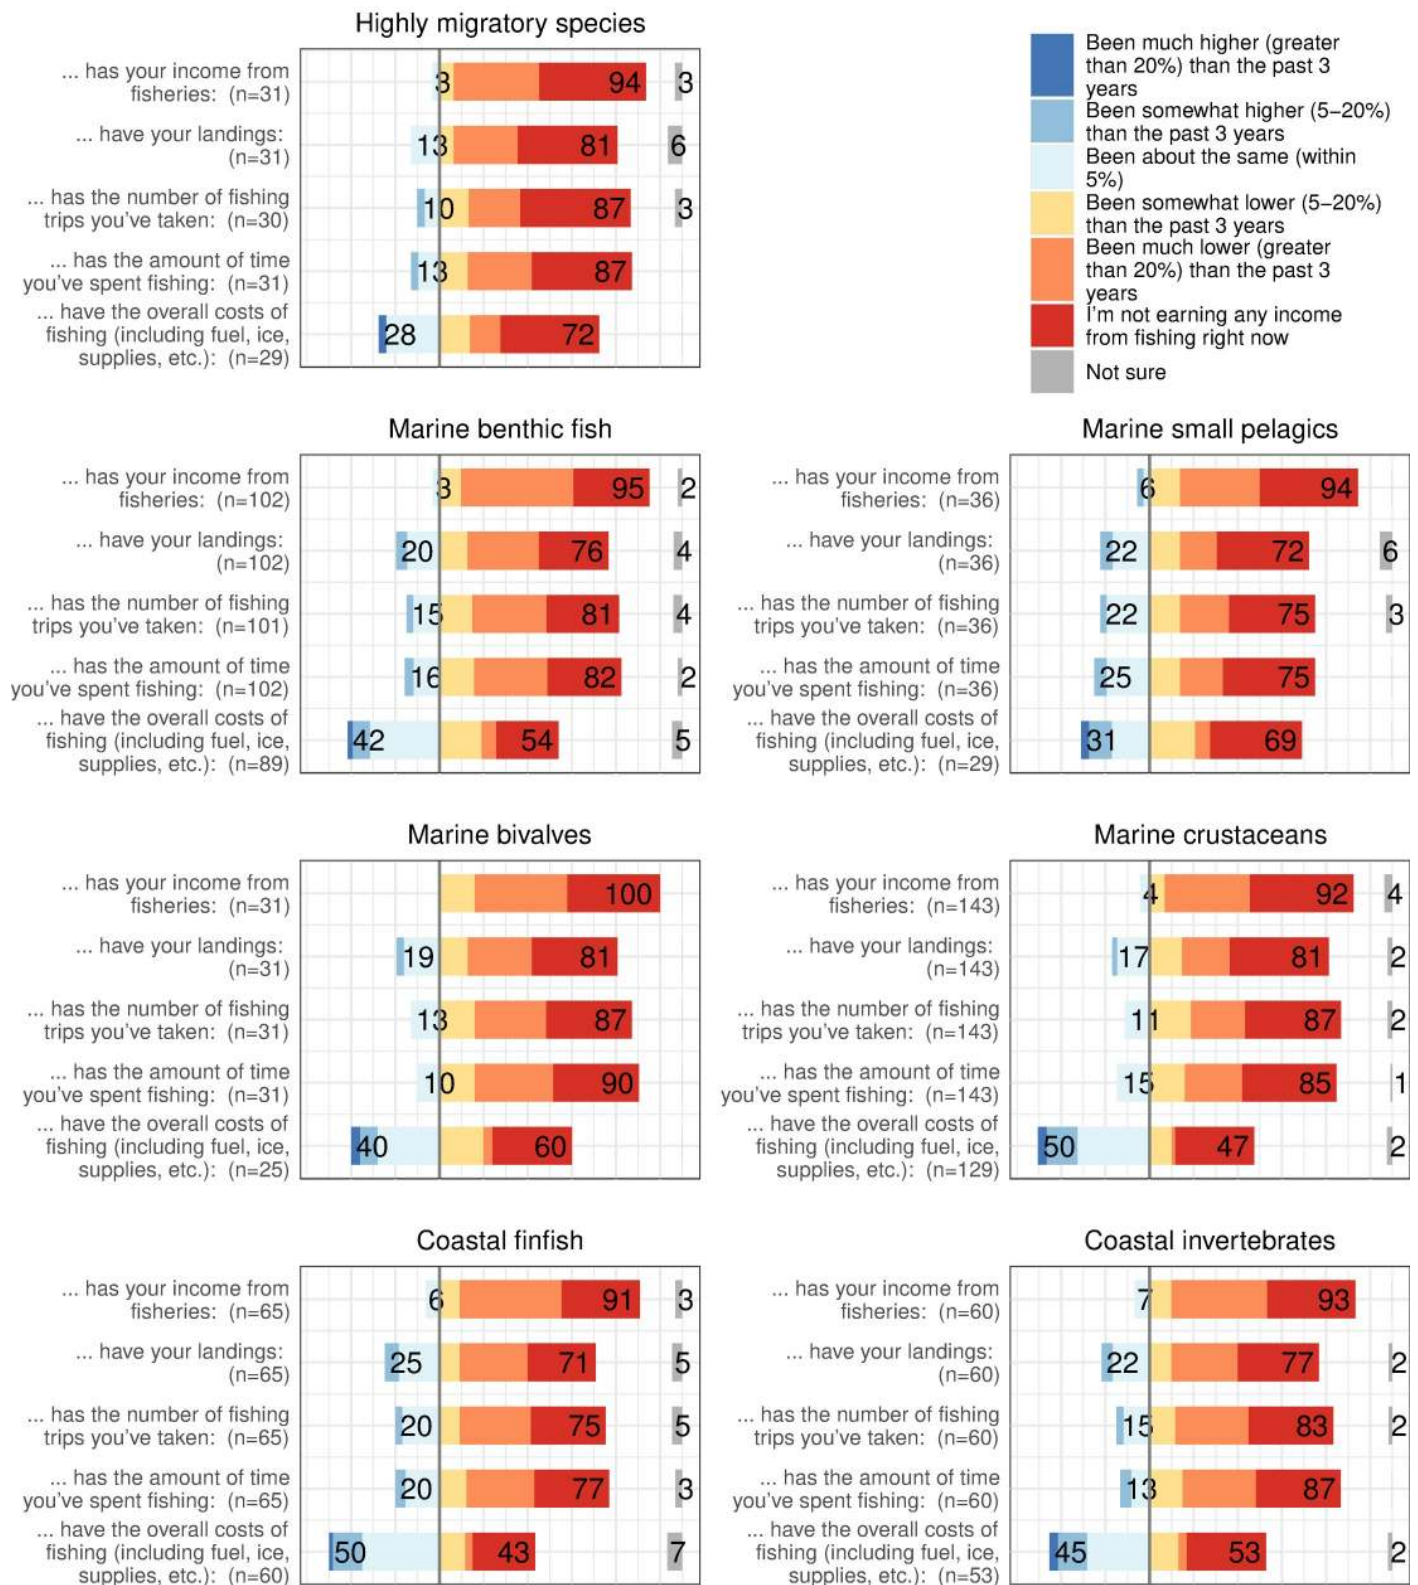 Highly migratory species
... has your income from
fisheries: (n=31)
3
94
3
... have your landings:
(n=31)
13
81
6
... has the number of fishing
trips you've taken: (n=30)
10
87
3
... has the amount of time
you've spent fishing: (n=31)
13
87
... have the overall costs of
fishing (including fuel, ice,
supplies, etc.): (n=29)
28
72
Been much higher (greater
than 20%) than the past 3
years
Been somewhat higher (5–20%)
than the past 3 years
Been about the same (within
5%)
Been somewhat lower (5–20%)
than the past 3 years
Been much lower (greater
than 20%) than the past 3
years
I'm not earning any income
from fishing right now
Not sure
Marine benthic fish
... has your income from
fisheries: (n=102)
3
95
2
... have your landings:
(n=102)
20
76
4
... has the number of fishing
trips you've taken: (n=101)
15
81
4
... has the amount of time
you've spent fishing: (n=102)
16
82
2
... have the overall costs of
fishing (including fuel, ice,
supplies, etc.): (n=89)
42
54
5
Marine small pelagics
... has your income from
fisheries: (n=36)
6
94
... have your landings:
(n=36)
22
72
6
... has the number of fishing
trips you've taken: (n=36)
22
75
3
... has the amount of time
you've spent fishing: (n=36)
25
75
... have the overall costs of
fishing (including fuel, ice,
supplies, etc.): (n=29)
31
69
Marine bivalves
... has your income from
fisheries: (n=31)
100
... have your landings:
(n=31)
19
81
... has the number of fishing
trips you've taken: (n=31)
13
87
... has the amount of time
you've spent fishing: (n=31)
10
90
... have the overall costs of
fishing (including fuel, ice,
supplies, etc.): (n=25)
40
60
Marine crustaceans
... has your income from
fisheries: (n=143)
4
92
4
... have your landings:
(n=143)
17
81
2
... has the number of fishing
trips you've taken: (n=143)
11
87
2
... has the amount of time
you've spent fishing: (n=143)
15
85
1
... have the overall costs of
fishing (including fuel, ice,
supplies, etc.): (n=129)
50
47
2
Coastal finfish
... has your income from
fisheries: (n=65)
6
91
3
... have your landings:
(n=65)
25
71
5
... has the number of fishing
trips you've taken: (n=65)
20
75
5
... has the amount of time
you've spent fishing: (n=65)
20
77
3
... have the overall costs of
fishing (including fuel, ice,
supplies, etc.): (n=60)
50
43
7
Coastal invertebrates
... has your income from
fisheries: (n=60)
7
93
... have your landings:
(n=60)
22
77
2
... has the number of fishing
trips you've taken: (n=60)
15
83
2
... has the amount of time
you've spent fishing: (n=60)
13
87
... have the overall costs of
fishing (including fuel, ice,
supplies, etc.): (n=53)
45
53
2